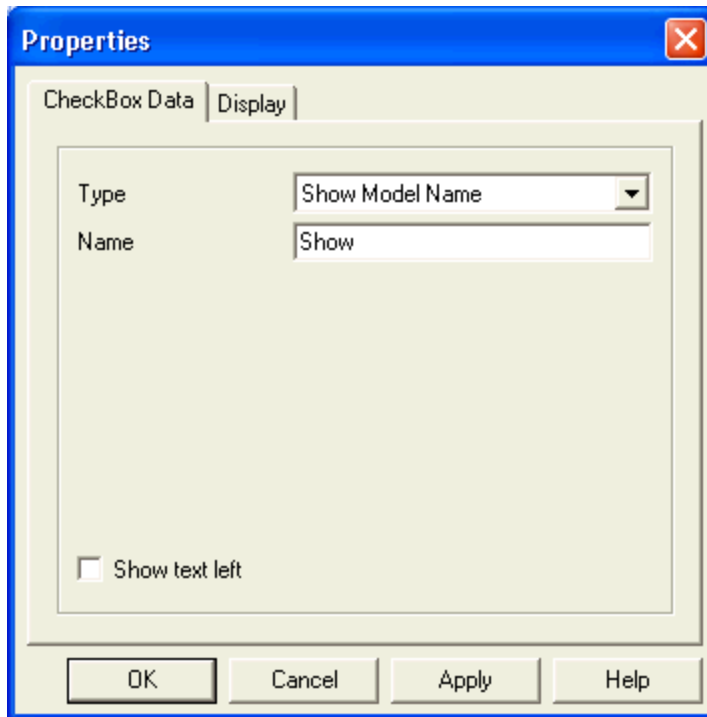 Properties
CheckBox Data Display
Type Show Model Name
Name Show
Show text left
OK Cancel Apply Help